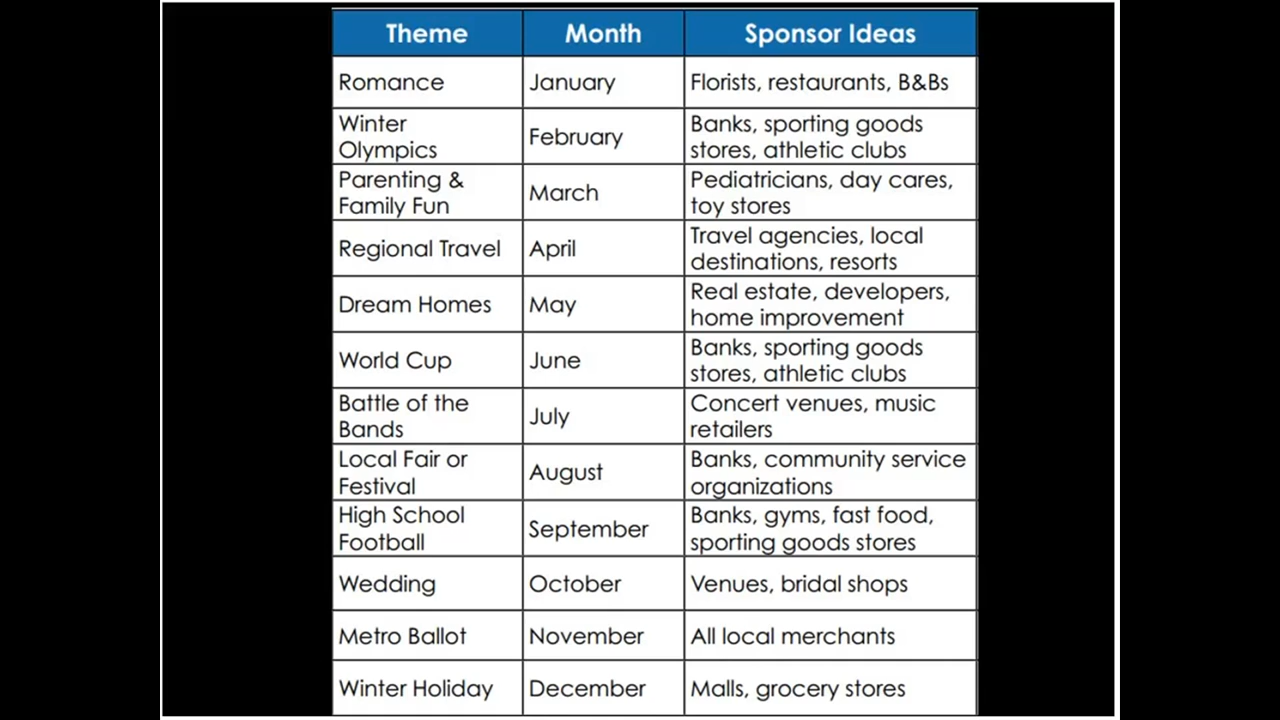 Theme Month Sponsor Ideas
Romance January Florists, restaurants, B&Bs
Winter
Olympics
February
Banks, sporting goods
stores, athletic clubs
Parenting &
Family Fun
March
Pediatricians, day cares,
toy stores
Regional Travel
April
Travel agencies, local
destinations, resorts
Dream Homes
May
Real estate, developers,
home improvement
World Cup
June
Banks, sporting goods
stores, athletic clubs
Battle of the
Bands
July
Concert venues, music
retailers
Local Fair or
Festival
August
Banks, community service
organizations
High School
Football
September
Banks, gyms, fast food,
sporting goods stores
Wedding October Venues, bridal shops
Metro Ballot November All local merchants
Winter Holiday December Malls, grocery stores